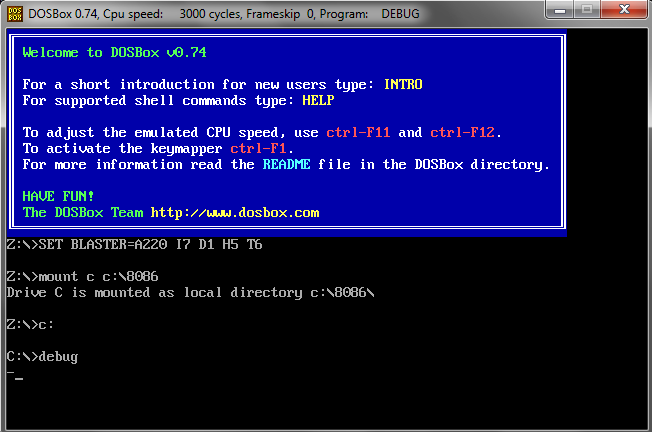 DOS
BOX
DOSBox 0.74, Cpu speed: 3000 cycles, Frameskip 0, Program: DEBUG
Welcome to DOSBox v0.74
For a short introduction for new users type: INTRO
For supported shell commands type: HELP
To adjust the emulated CPU speed, use ctrl-F11 and ctrl-F12.
To activate the keymapper ctrl-F1.
For more information read the README file in the DOSBox directory.
HAVE FUN!
The DOSBox Team http://www.dosbox.com
Z:\>SET BLASTER=A220 I7 D1 H5 T6
Z:\>mount c c:\8086
Drive C is mounted as local directory c:\8086\
Z:\>c:
C:\>debug
-_